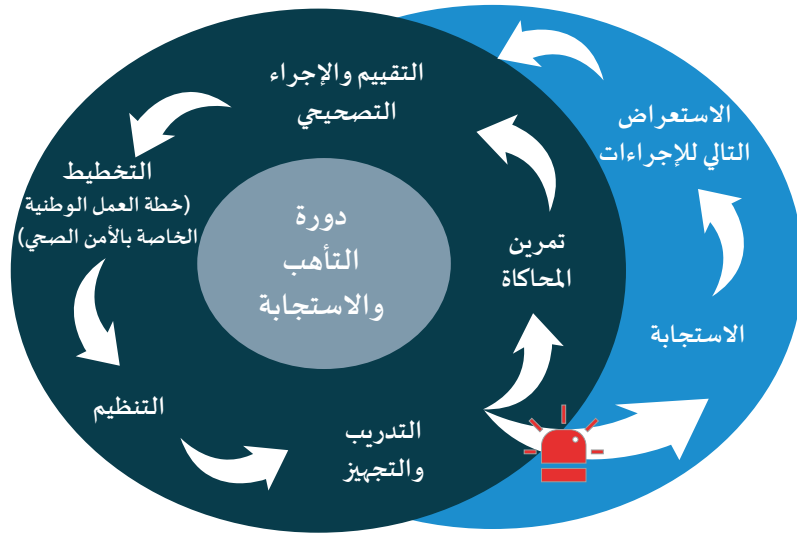 التقييم والإجراء
التصحيحي
التخطيط
(خطة العمل الوطنية
الخاصة بالأمن الصحي)
التنظيم
التدريب
والتجهيز
تمرين
المحاكاة
دورة
التأهب
والاستجابة
الاستجابة
الاستعراض
التالي للإجراءات